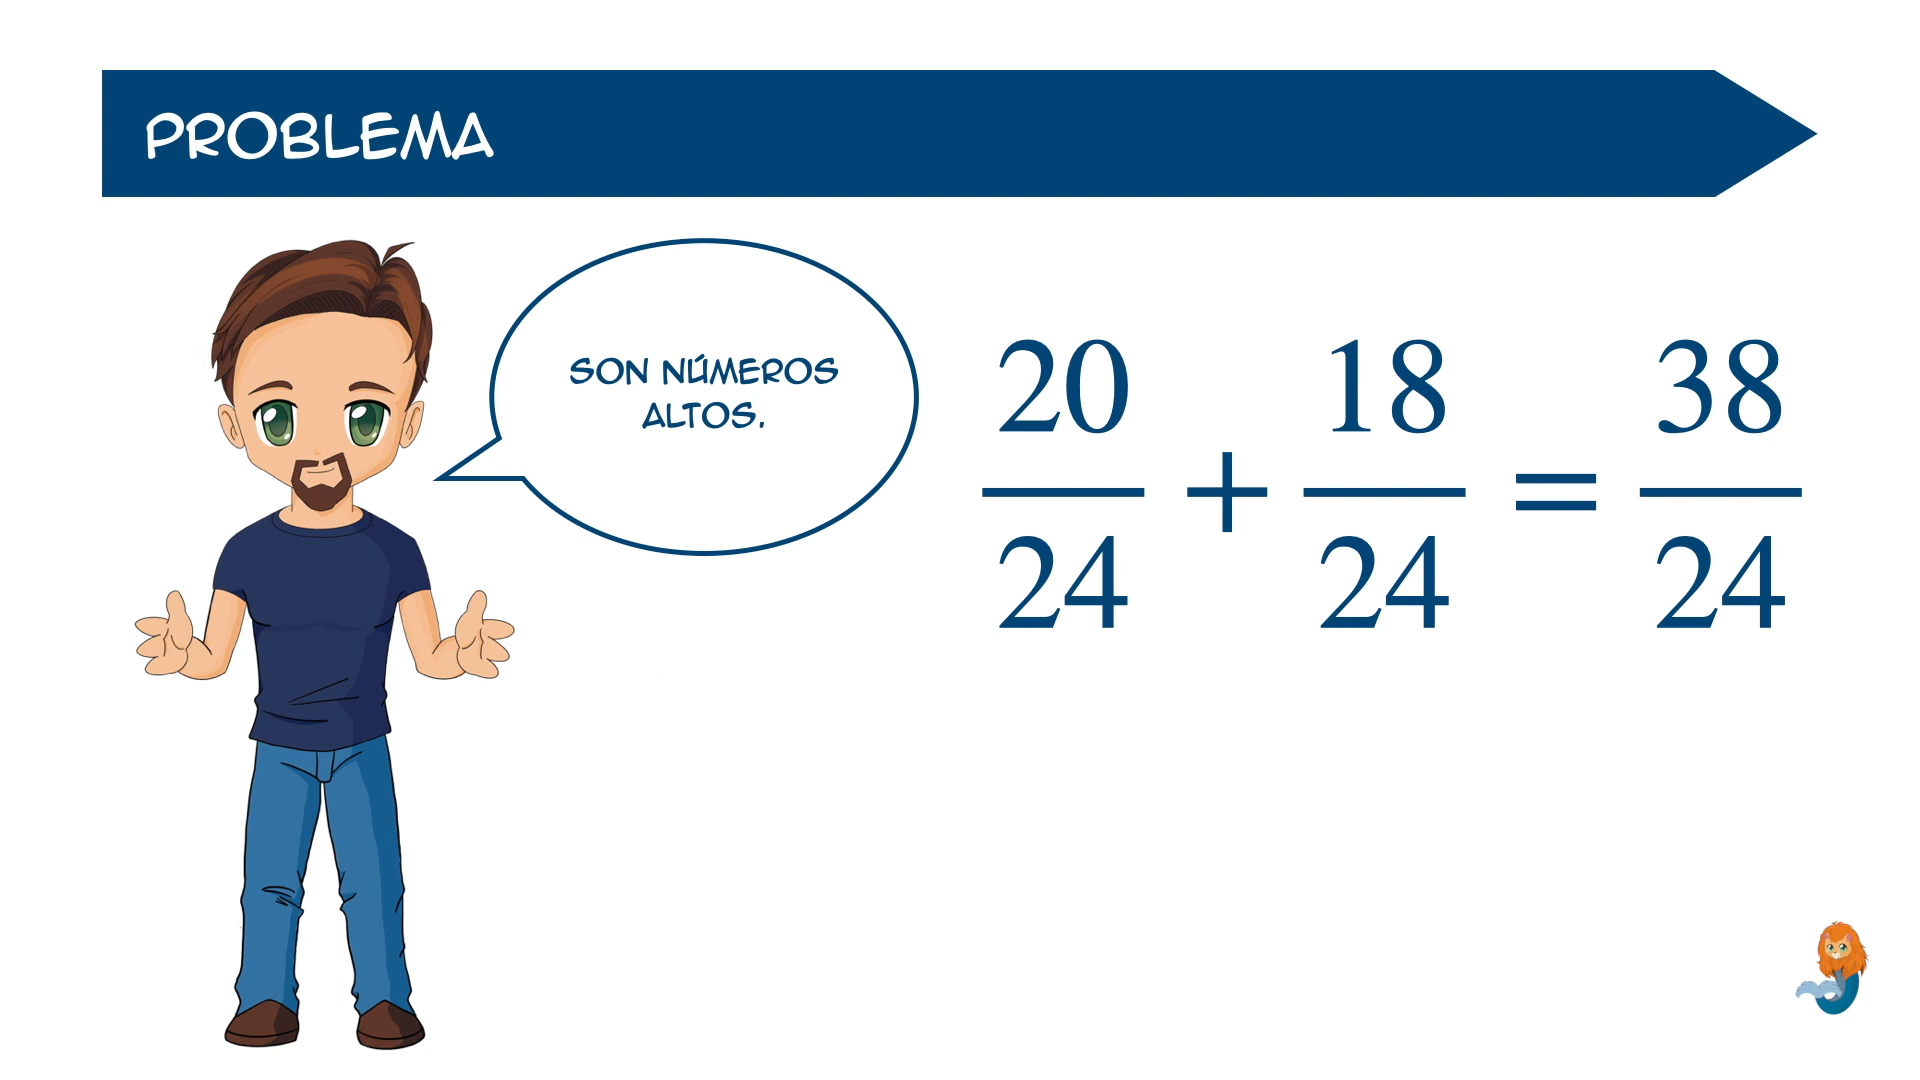 PROBLEMA
SON NÚMEROS
ALTOS.
20 18 38
+ =
24 24 24